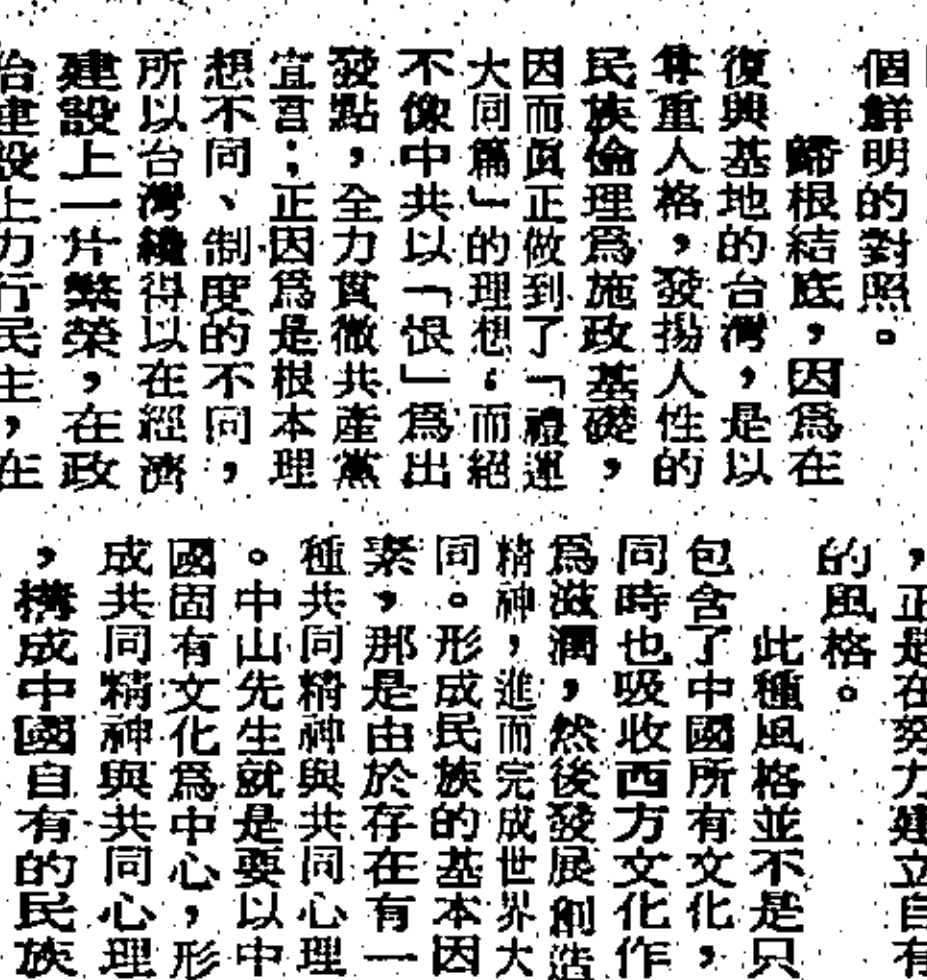 個鮮明的對照。
歸根結底，因爲在
復興基地的台灣，是以
尊重人格，發揚人性的
民族倫理爲施政基礎，
因而眞正做到了「禮運
大同篇」的理想；而絕
不像中共以「恨」爲出
發點，全力貫徹共產黨
宣言；正因爲是根本理
想不同、制度的不同，
所以台灣纔得以在經濟
建設上一片繁榮，在政
治建設上力行民主，在
，正是在努力建立自有
的風格。
此種風格並不是只
包含了中國所有文化，
同時也吸收西方文化作
爲滋潤，然後發展創造
精神，進而完成世界大
同。形成民族的基本因
素，那是由於存在有一
種共同精神與共同心理
。中山先生就是要以中
國固有文化爲中心，形
成共同精神與共同心理
，構成中國自有的民族